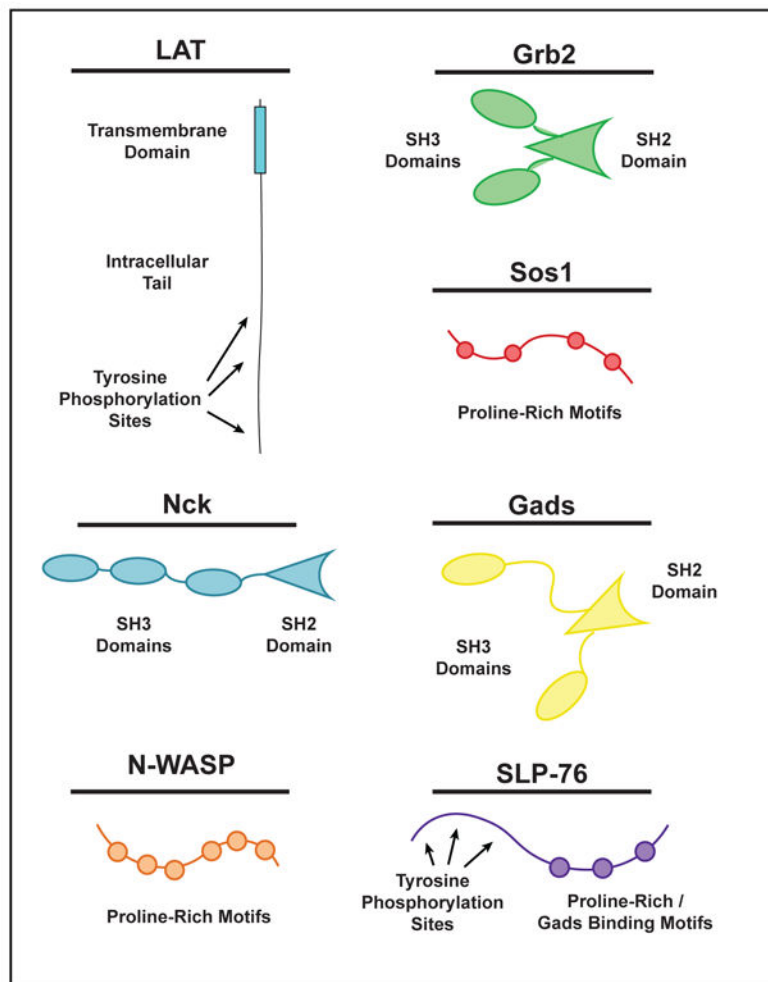 LAT
Transmembrane
Domain
Intracellular
Tail
Tyrosine
Phosphorylation
Sites
Grb2
SH3
Domains
SH2
Domain
Sos1
Proline-Rich Motifs
Nck
SH3
Domains
SH2
Domain
Gads
SH2
Domain
SH3
Domains
N-WASP
Proline-Rich Motifs
SLP-76
Tyrosine
Phosphorylation
Sites
Proline-Rich /
Gads Binding Motifs